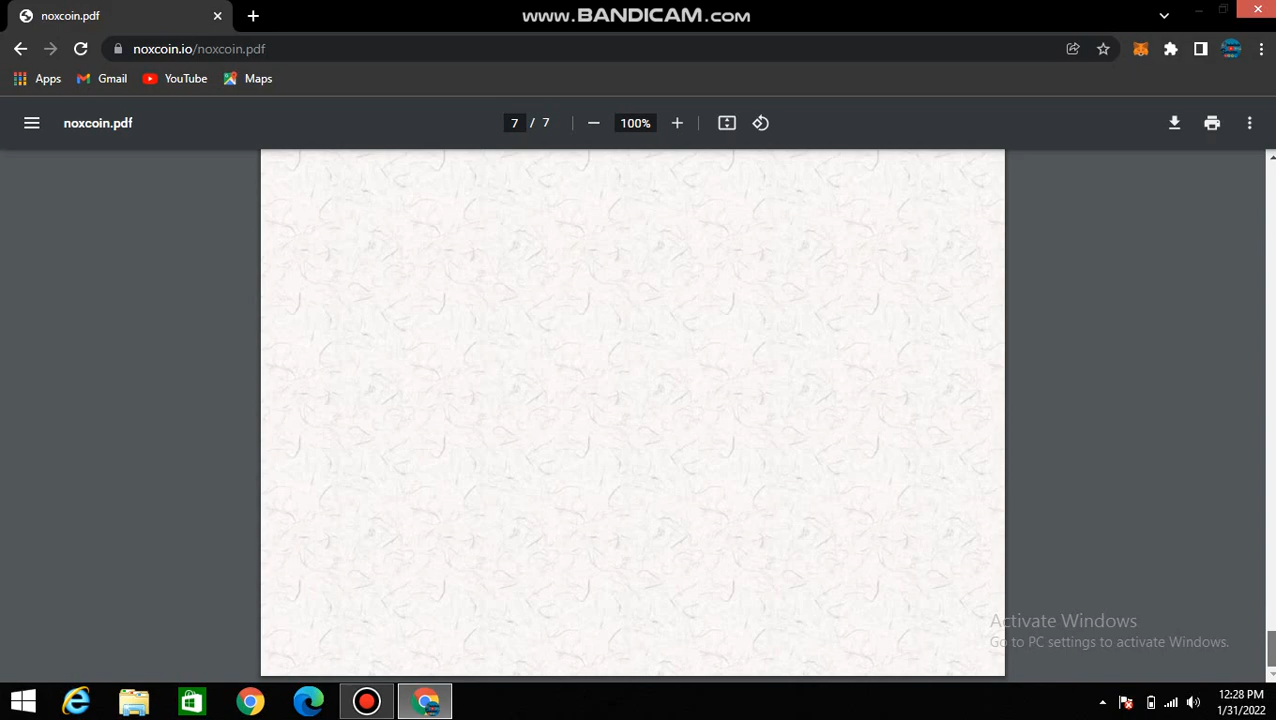 noxcoin.pdf
www.BANDICAM.com
noxcoin.io/noxcoin.pdf
Apps
Gmail
YouTube
Maps
noxcoin.pdf
7 / 7
100%
Activate Windows
Go to PC settings to activate Windows.
12:28 PM
1/31/2022